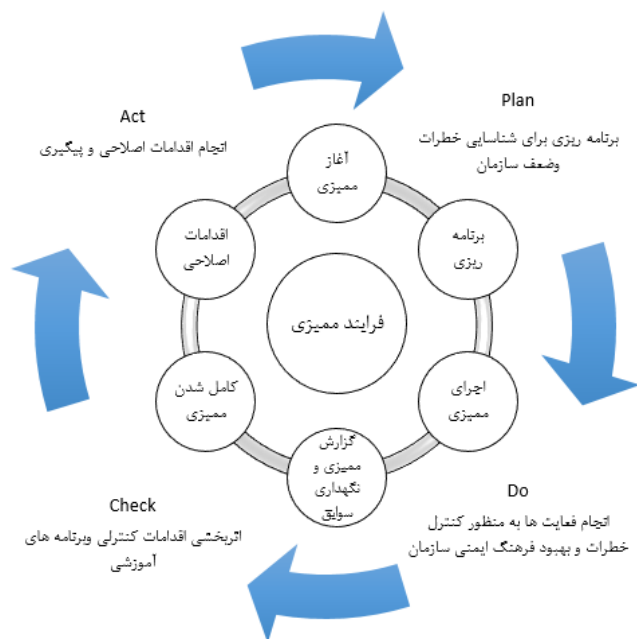 Plan
برنامه ریزی برای شناسایی خطرات
وضعف سازمان
Act
انجام اقدامات اصلاحی و پیگیری
آغاز
ممیزی
برنامه
ریزی
اقدامات
اصلاحی
فرایند ممیزی
اجرای
ممیزی
کامل شدن
ممیزی
گزارش
ممیزی و
نگهداری
سوابق
Do
انجام فعایت ها به منظور کنترل
خطرات و بهبود فرهنگ ایمنی سازمان
Check
اثربخشی اقدامات کنترلی وبرنامه های
آموزشی